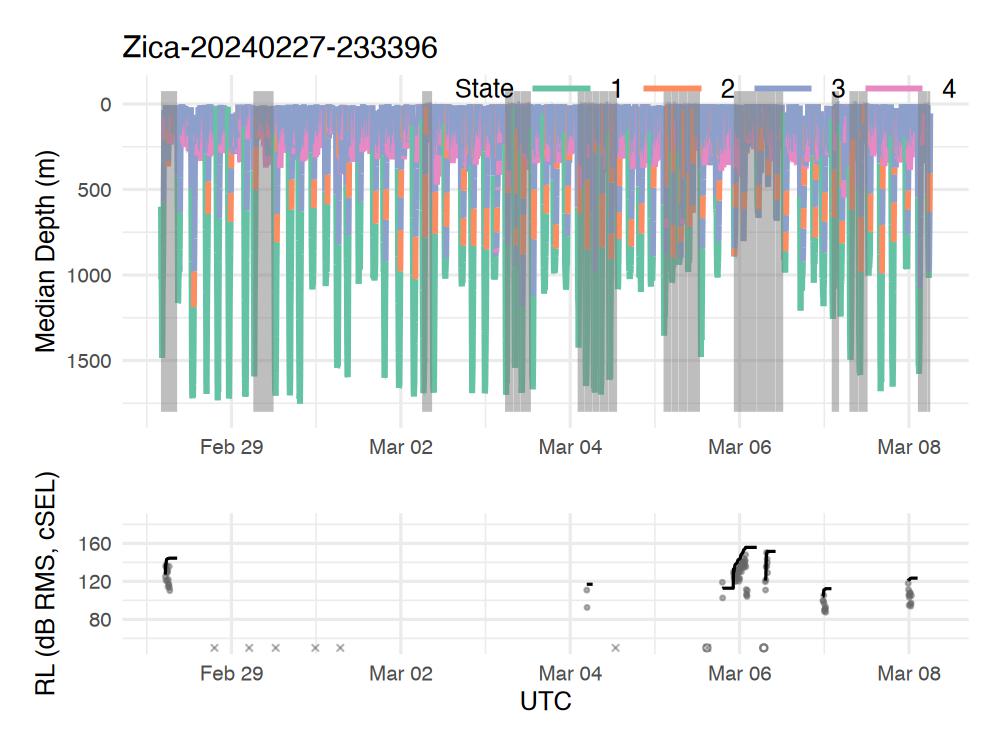 Zica-20240227-233396
State 1 2 3 4
Median Depth (m)
0
500
1000
1500
Feb 29 Mar 02 Mar 04 Mar 06 Mar 08
RL (dB RMS, cSEL)
160
120
80
Feb 29 Mar 02 Mar 04 Mar 06 Mar 08
UTC